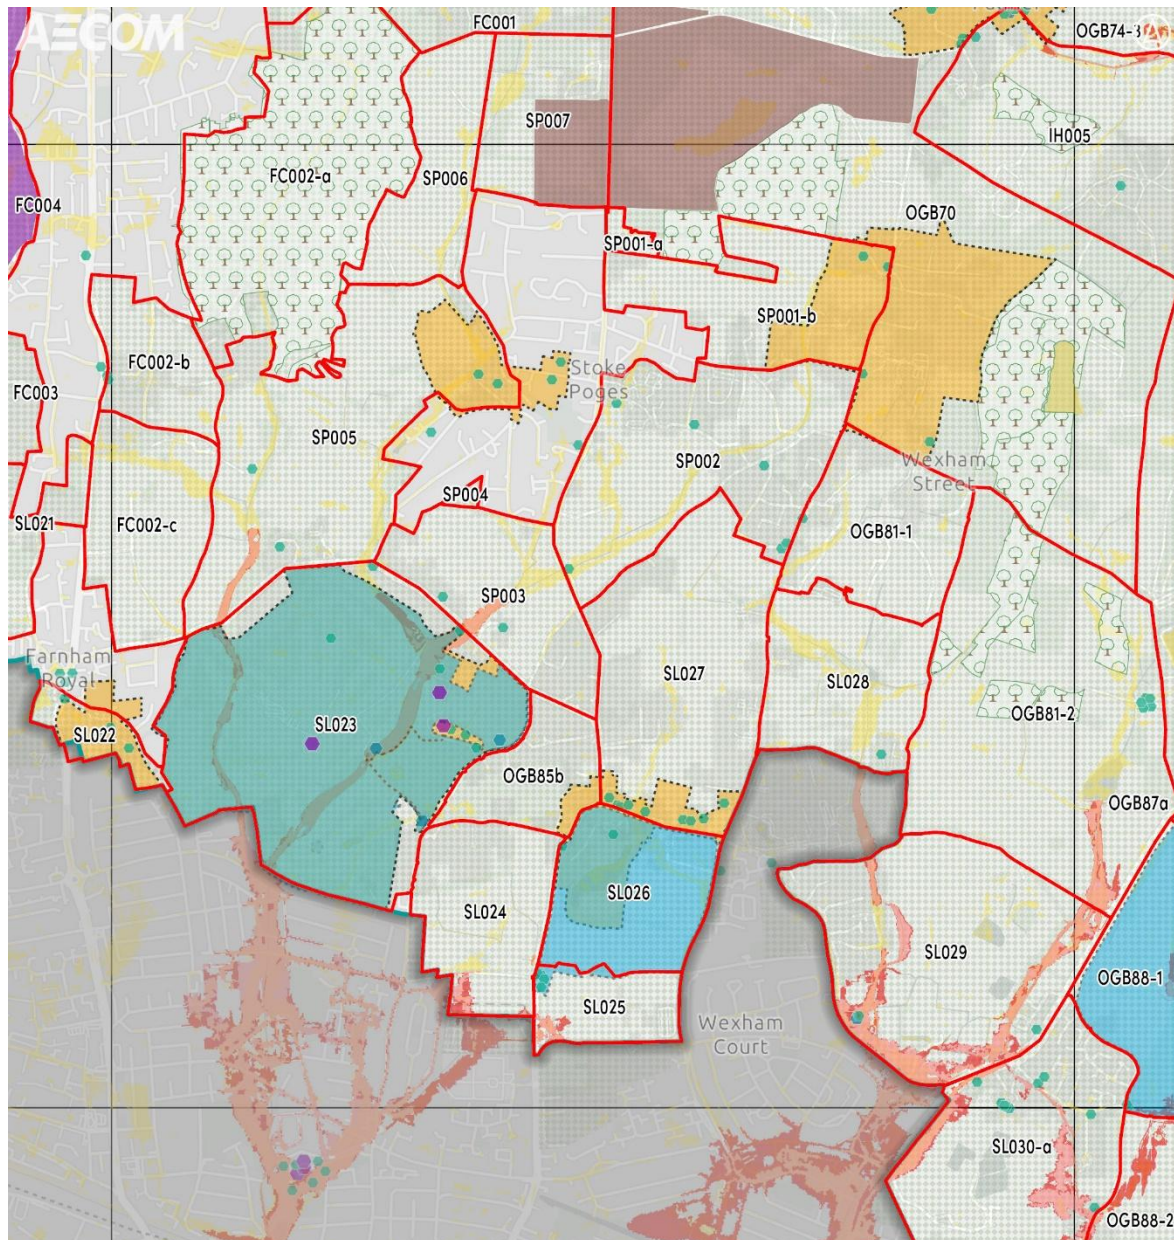 AECOM
FC001
OGB74-3
SP007
IH005
FC002-a
SP006
FC004
OGB70
SP001-a
SP001-b
FC002-b
Stoke
Poges
FC003
SP005
SP002
Wexham
Street
SP004
SL021
FC002-c
OGB81-1
SP003
Farnham
Royal
SL027
SL028
OGB81-2
SL023
SL022
OGB85b
OGB87a
SL026
SL024
SL029
OGB88-1
SL025
Wexham
Court
SL030-a
OGB88-2